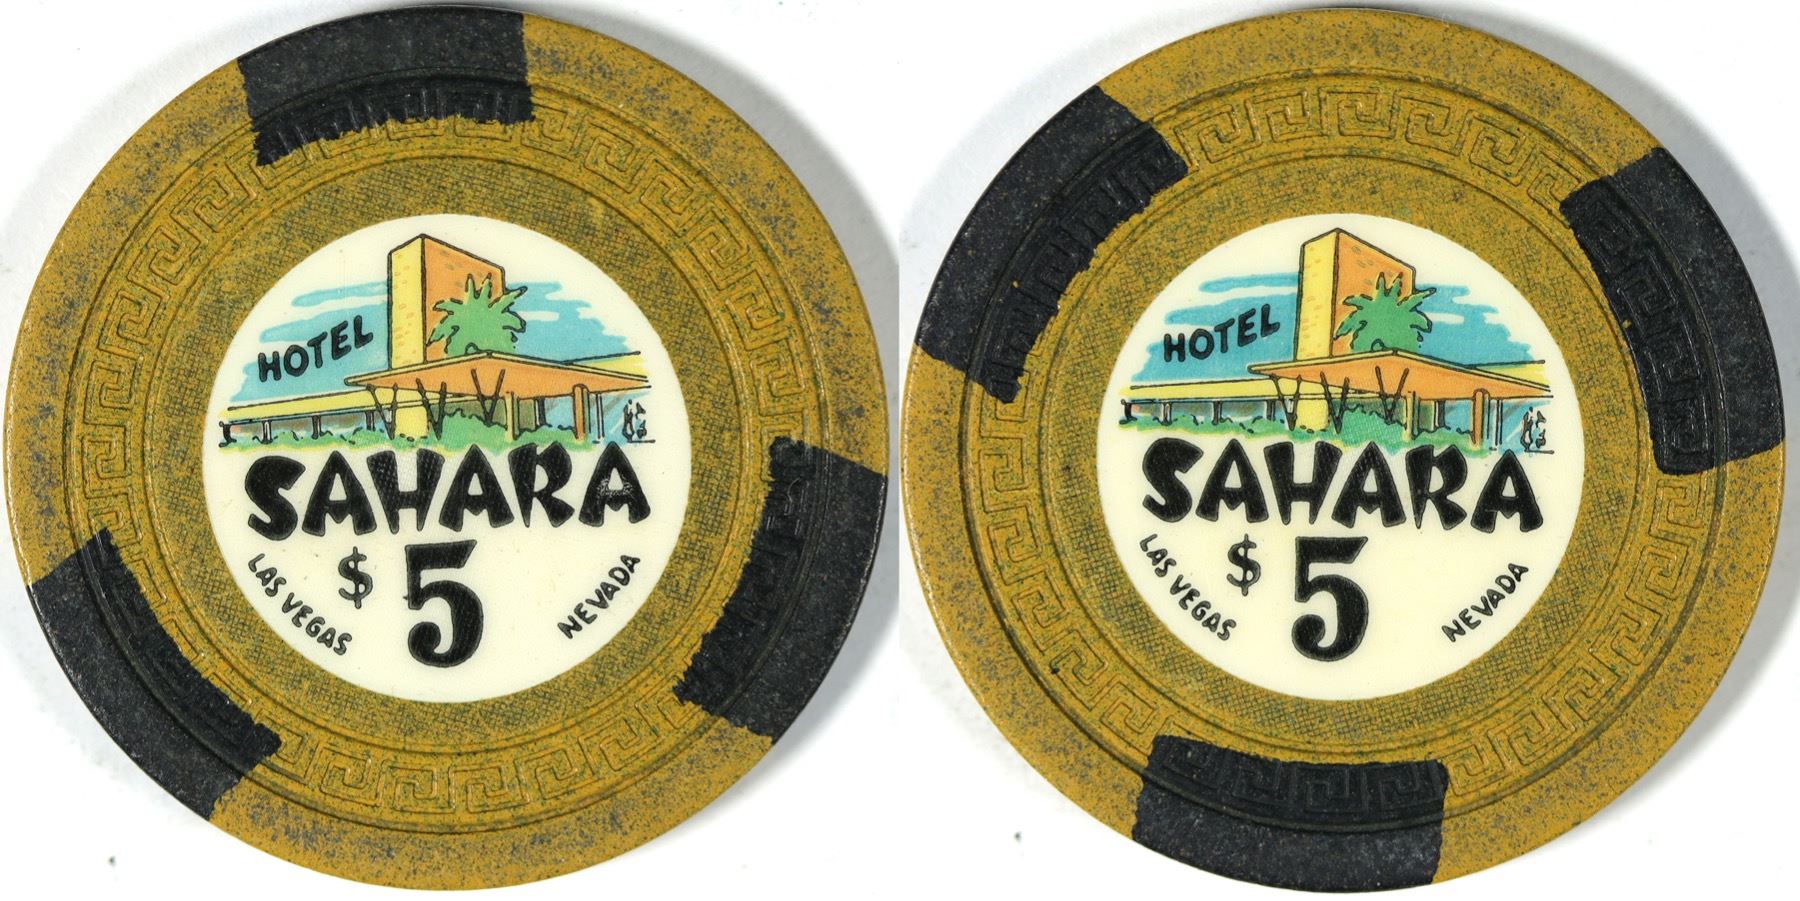 HOTEL
SAHARA
$5
LAS VEGAS
NEVADA
HOTEL
SAHARA
$5
LAS VEGAS
NEVADA